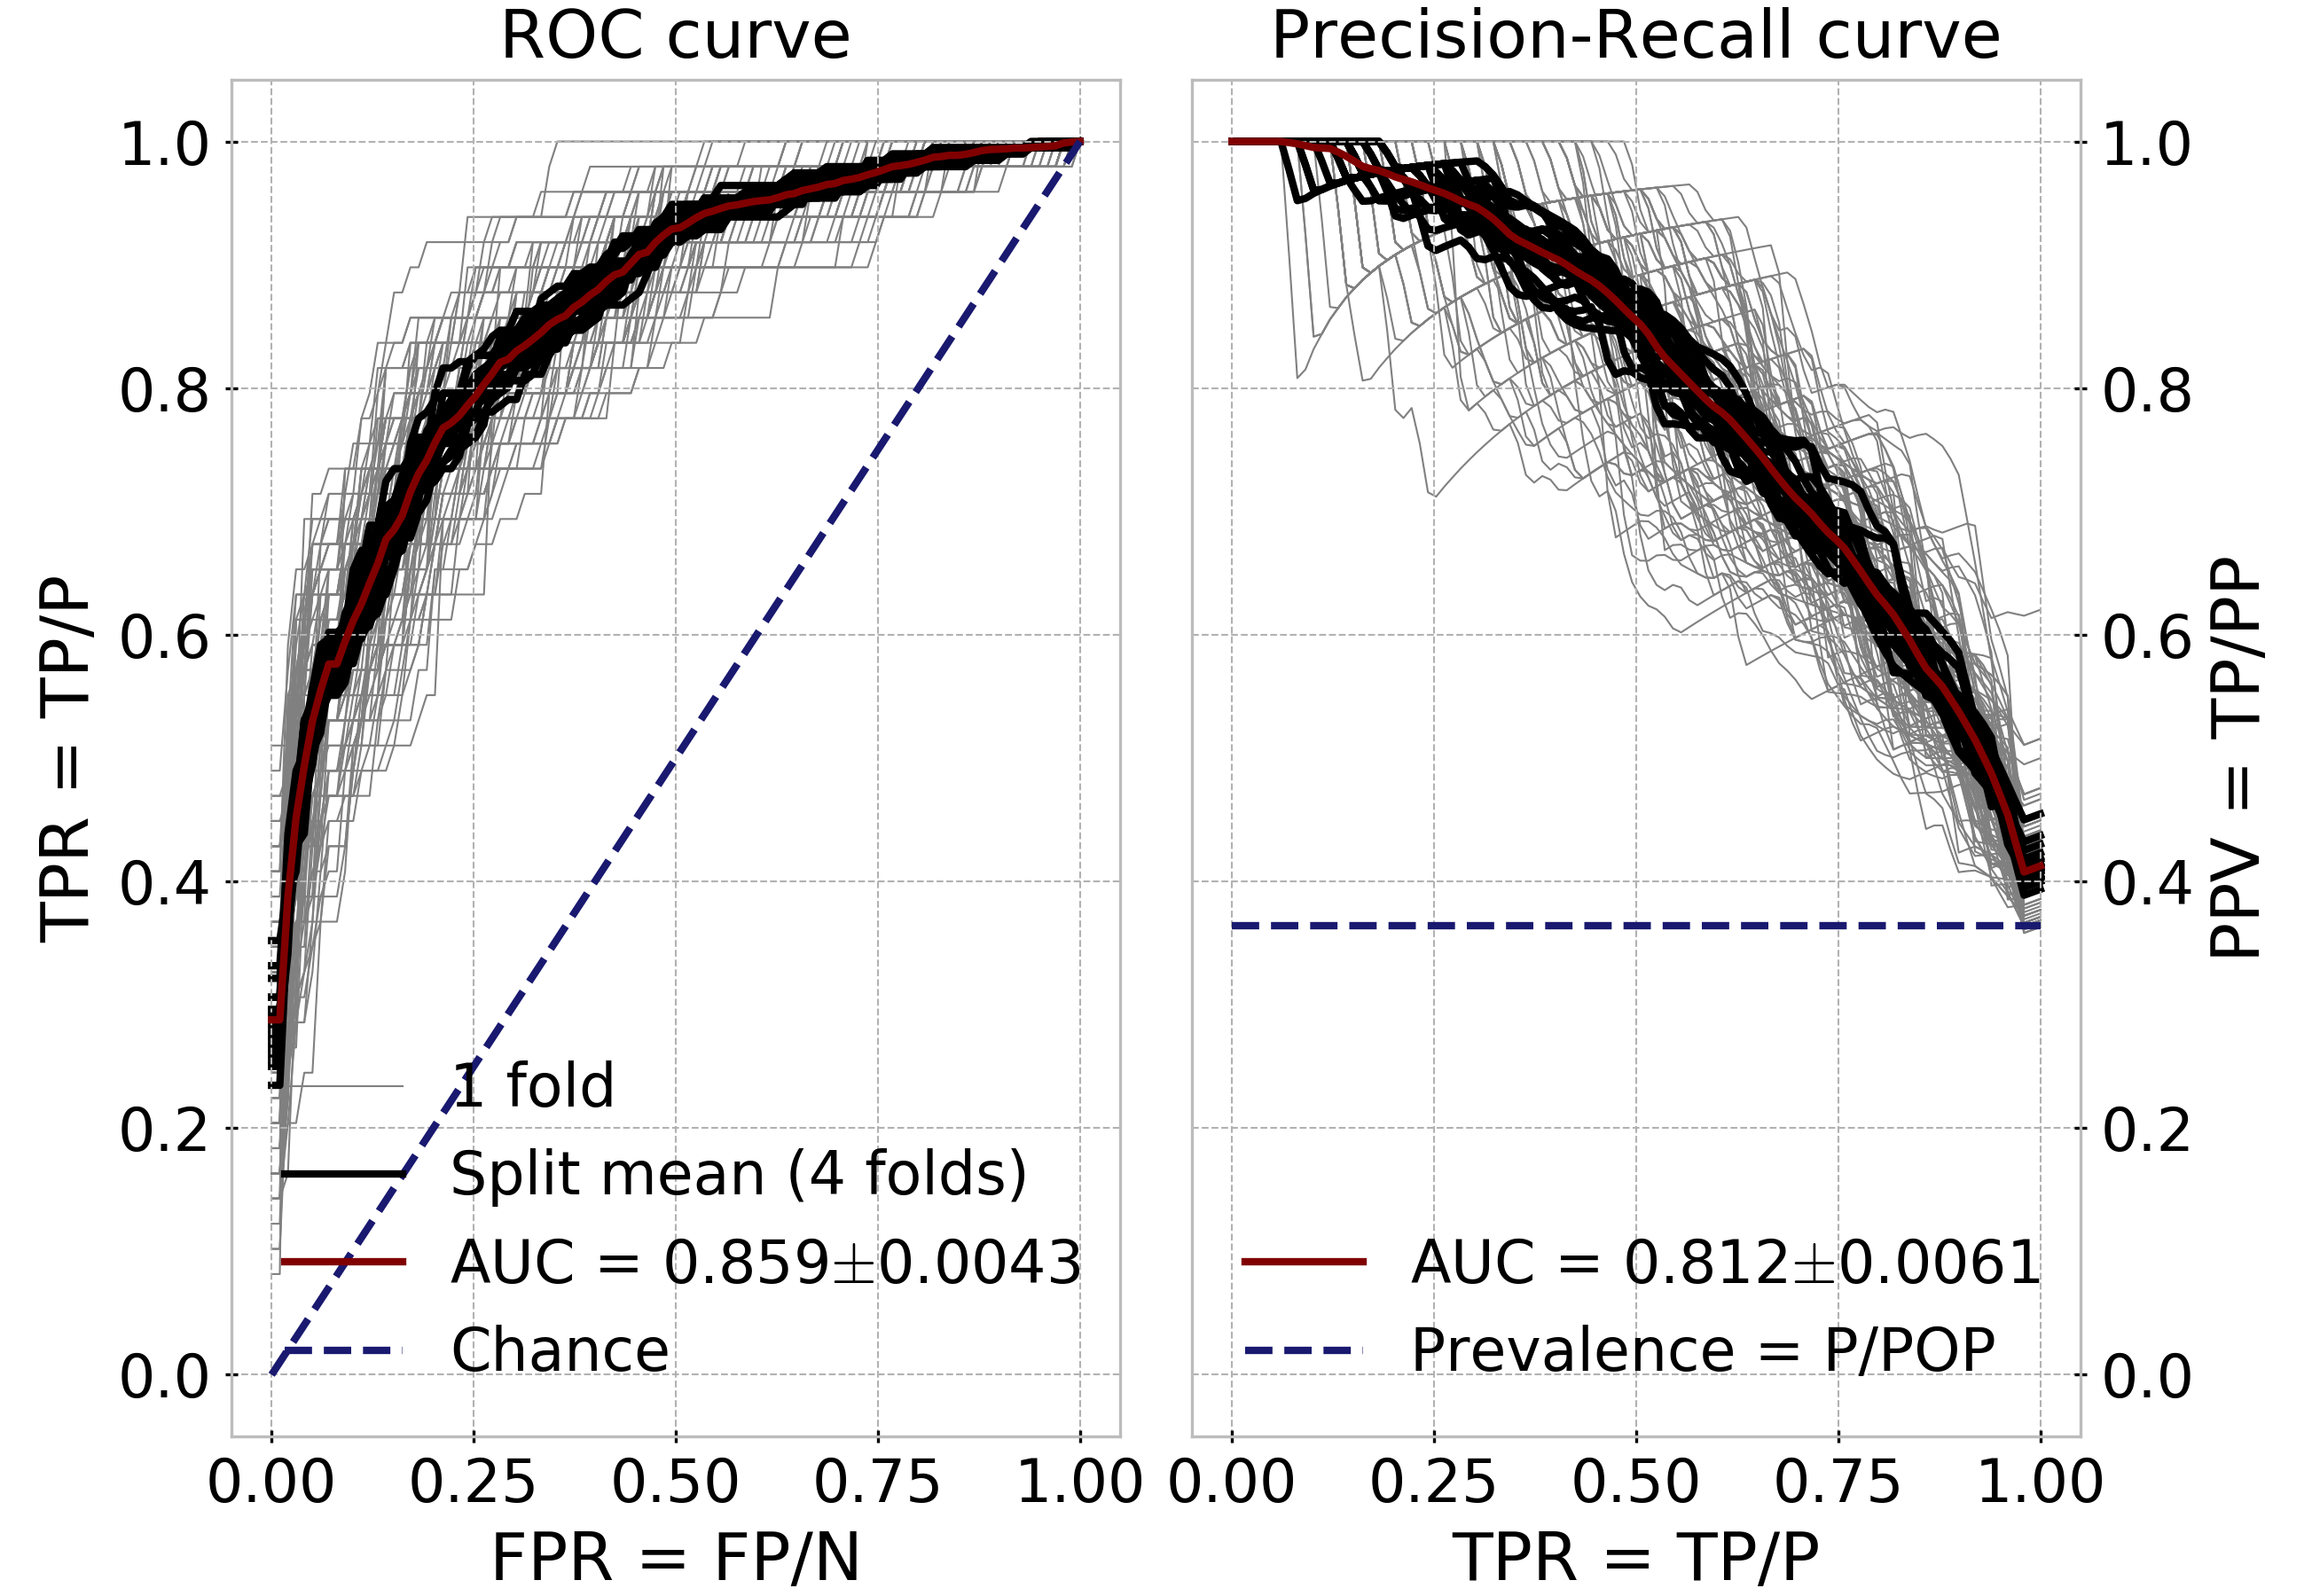 ROC curve
TPR = TP/P
1.0
0.8
0.6
0.4
0.2
0.0
1 fold
Split mean (4 folds)
AUC = 0.859±0.0043
Chance
0.00 0.25 0.50 0.75 1.00
FPR = FP/N
Precision-Recall curve
1.0
0.8
0.6
0.4
0.2
0.0
PPV = TP/PP
AUC = 0.812±0.0061
Prevalence = P/POP
0.00 0.25 0.50 0.75 1.00
TPR = TP/P